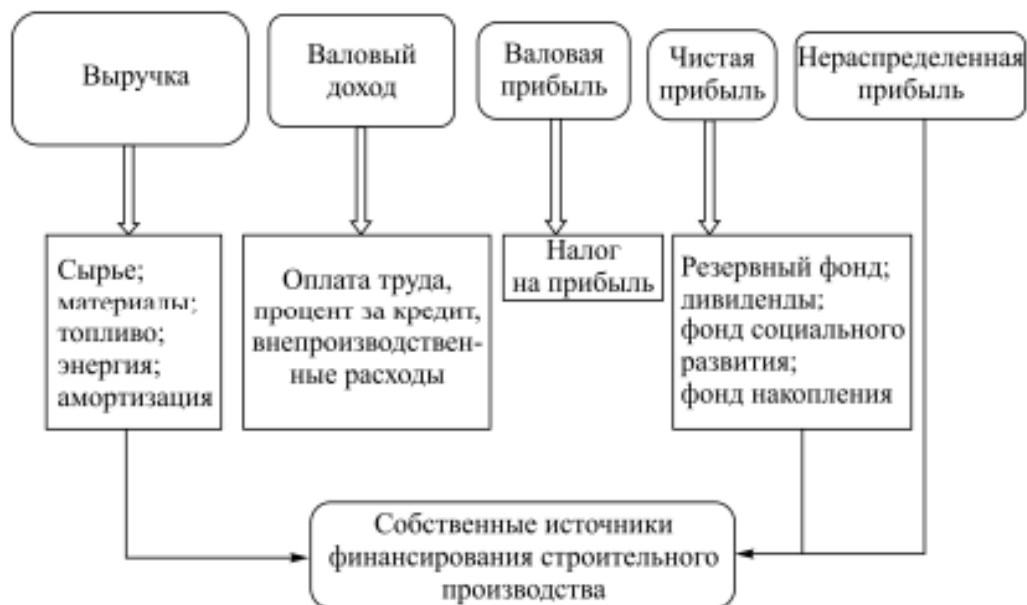 Выручка
Валовый
доход
Валовая
прибыль
Чистая
прибыль
Нераспределенная
прибыль
Сырье;
материалы;
топливо;
энергия;
амортизация
Оплата труда,
процент за кредит,
внепроизводствен-
ные расходы
Налог
на прибыль
Резервный фонд;
дивиденды;
фонд социального
развития;
фонд накопления
Собственные источники
финансирования строительного
производства